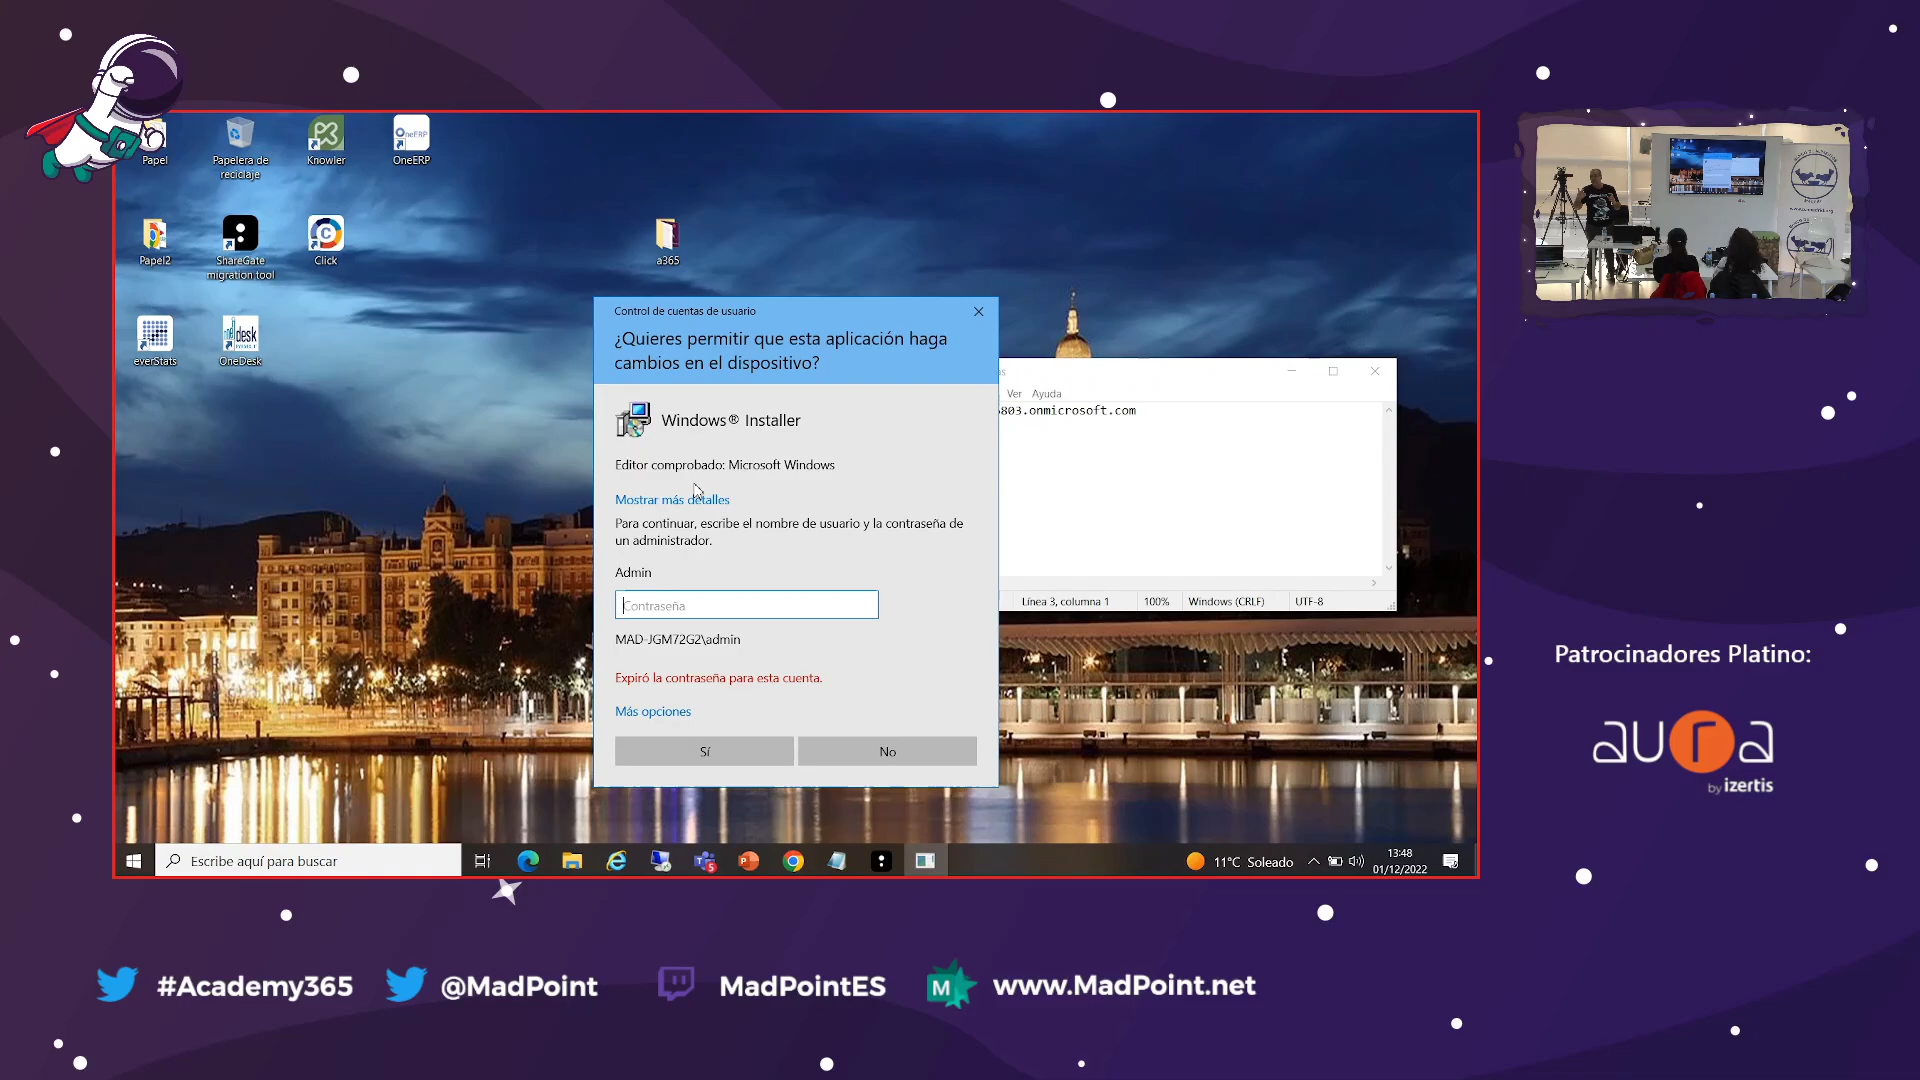 Papel
Papelera de
reciclaje
Knowler
OneERP
OneERP
Papel2
ShareGate
migration tool
Click
a365
everStats
OneDesk
Control de cuentas de usuario
¿Quieres permitir que esta aplicación haga
cambios en el dispositivo?
Windows® Installer
Editor comprobado: Microsoft Windows
Mostrar más detalles
Para continuar, escribe el nombre de usuario y la contraseña de
un administrador.
Admin
Contraseña
MAD-JGM72G2\admin
Expiró la contraseña para esta cuenta.
Más opciones
Sí
No
Ver Ayuda
803.onmicrosoft.com
Línea 3, columna 1
100%
Windows (CRLF)
UTF-8
Escribe aquí para buscar
11°C Soleado
13:48
01/12/2022
Patrocinadores Platino:
aura
by izertis
#Academy365
@MadPoint
MadPointES
M
www.MadPoint.net